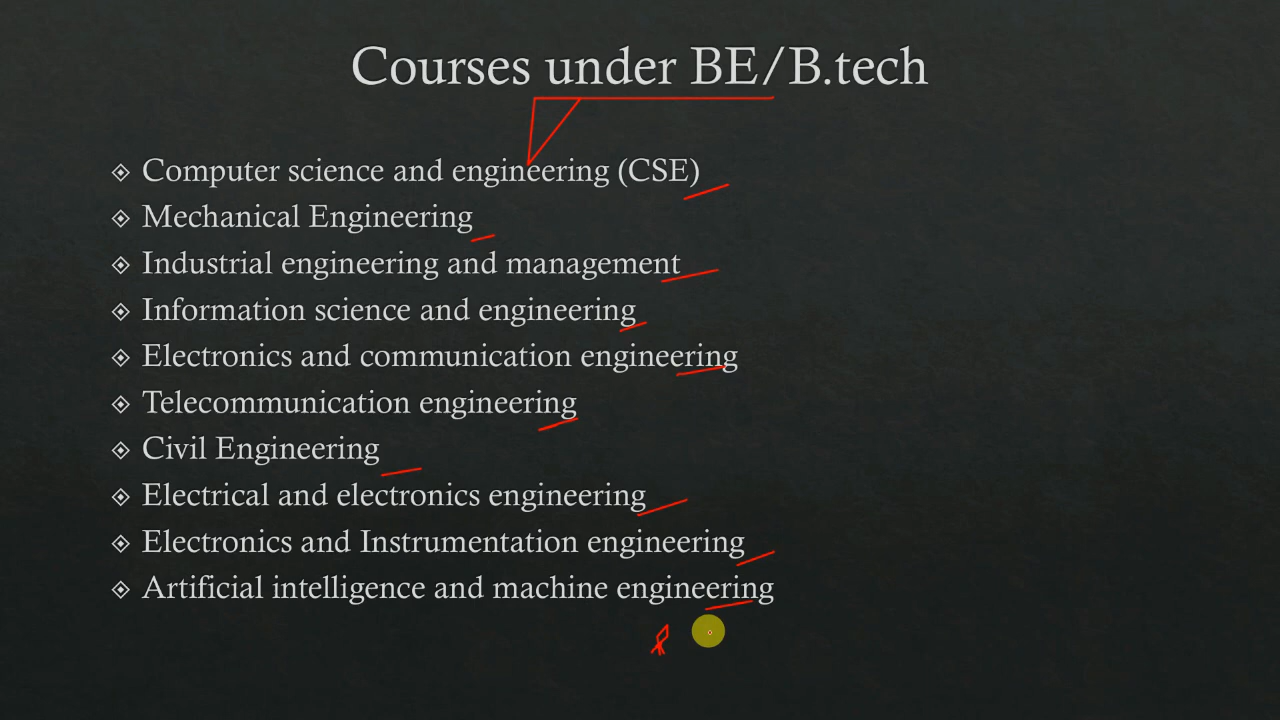 Courses under BE/B.tech
Computer science and engineering (CSE)
Mechanical Engineering
Industrial engineering and management
Information science and engineering
Electronics and communication engineering
Telecommunication engineering
Civil Engineering
Electrical and electronics engineering
Electronics and Instrumentation engineering
Artificial intelligence and machine engineering